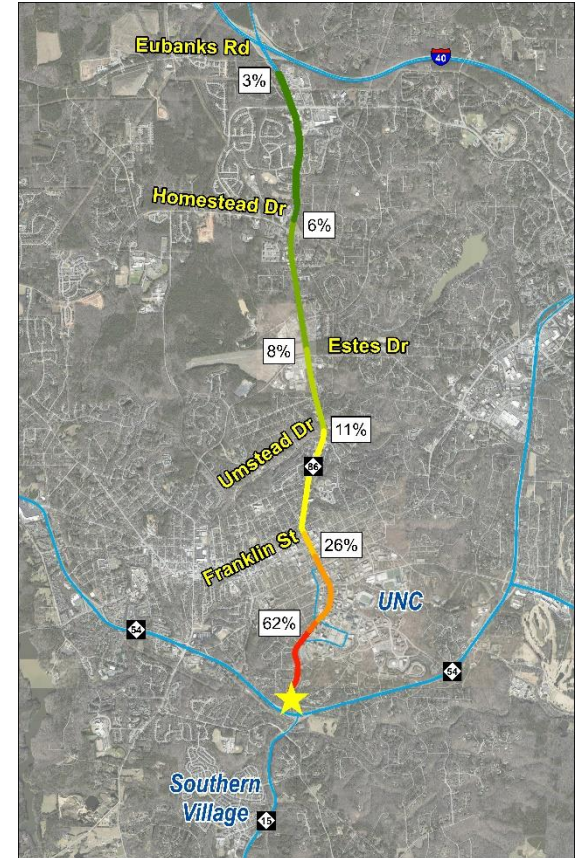 Eubanks Rd
40
3%
Homestead Dr
6%
Estes Dr
8%
Umstead Dr
11%
86
Franklin St
26%
UNC
62%
54
54
Southern
Village
15